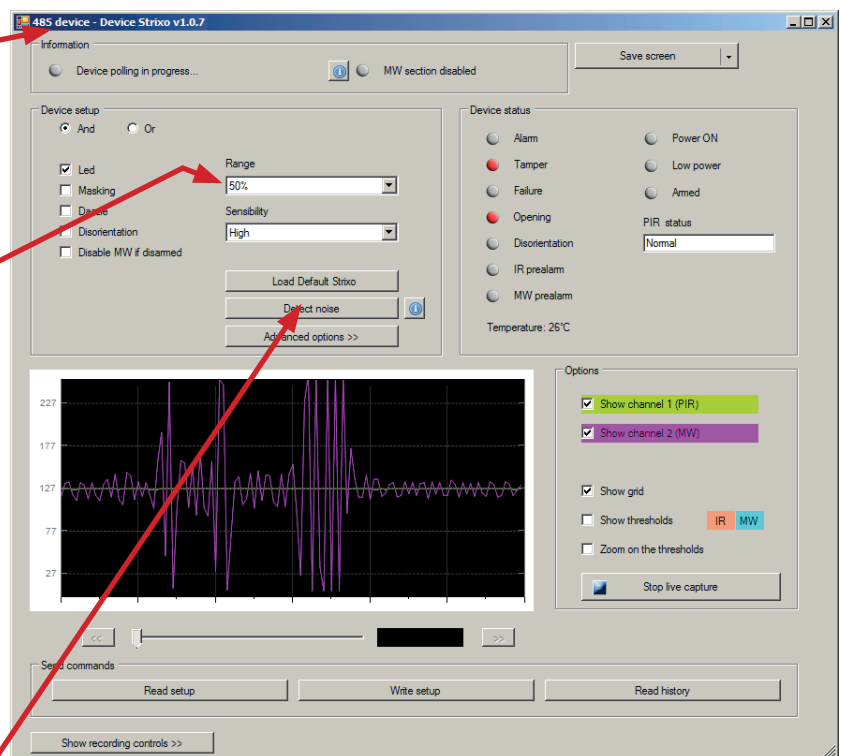 485 device - Device Strixo v1.0.7
Information
Device polling in progress...
MW section disabled
Save screen
Device setup
And
Or
Led
Masking
Dazzle
Disorientation
Disable MW if disarmed
Range
50%
Sensibility
High
Load Default Strixo
Detect noise
Advanced options >>
Device status
Alarm
Tamper
Failure
Opening
Disorientation
IR prealarm
MW prealarm
Power ON
Low power
Armed
PIR status
Normal
Temperature: 26°C
227
177
127
77
27
Options
Show channel 1 (PIR)
Show channel 2 (MW)
Show grid
Show thresholds
IR
MW
Zoom on the thresholds
Stop live capture
<<
>>
Send commands
Read setup
Write setup
Read history
Show recording controls >>